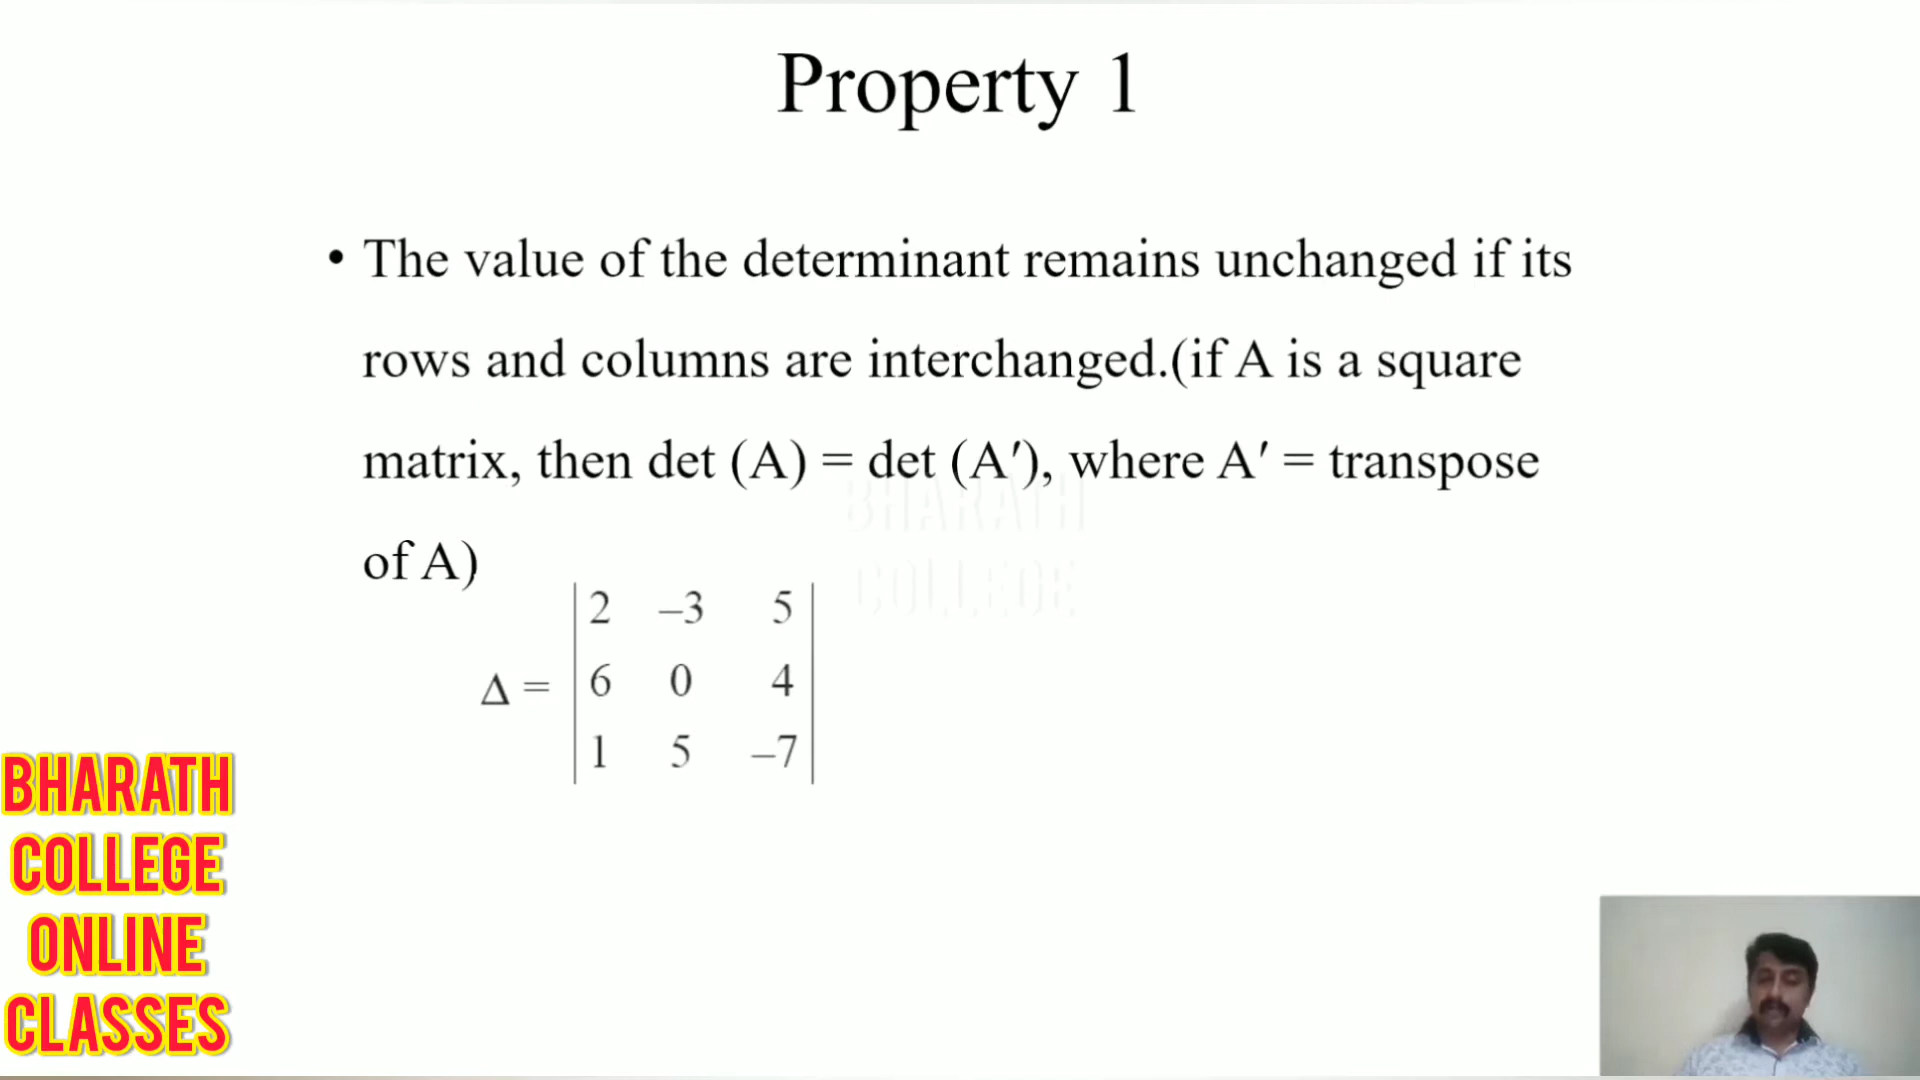 Property 1
• The value of the determinant remains unchanged if its
rows and columns are interchanged.(if A is a square
matrix, then det (A) = det (A′), where A′ = transpose
of A)
BHARATH
COLLEGE
2 –3 5
Δ = 6 0 4
1 5 –7
BHARATH
COLLEGE
ONLINE
CLASSES